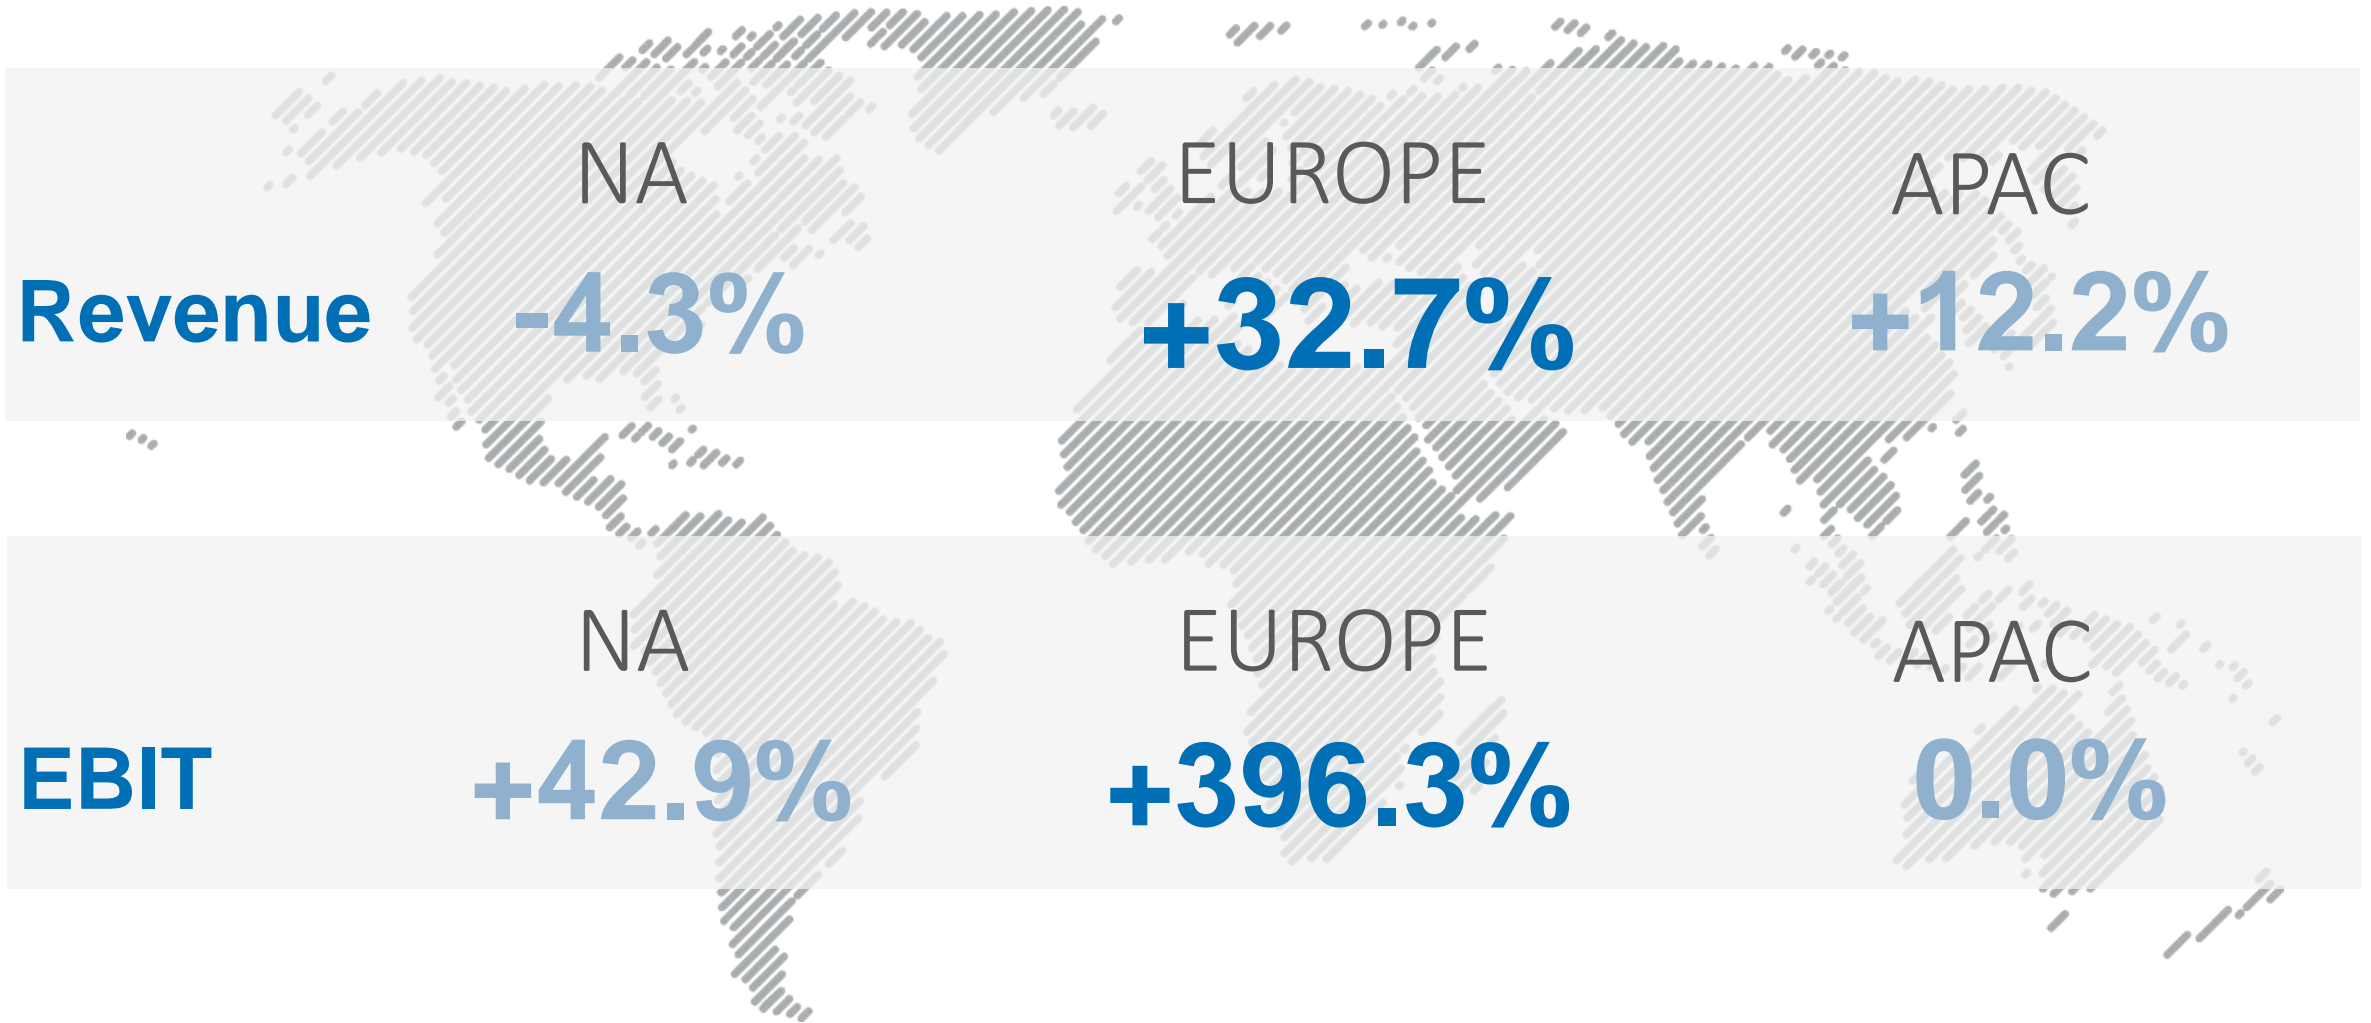 NA EUROPE APAC
Revenue -4.3% +32.7% +12.2%
NA EUROPE APAC
EBIT +42.9% +396.3% 0.0%